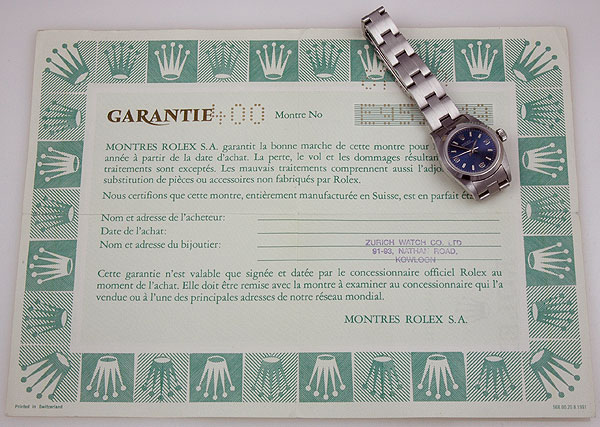 GARANTIE 400 Montre No
MONTRES ROLEX S.A. garantit la bonne marche de cette montre pour
année à partir de la date d'achat. La perte, le vol et les dommages résultant
traitements sont exceptés. Les mauvais traitements comprennent aussi l'adjo
substitution de pièces ou accessoires non fabriqués par Rolex.
Nous certifions que cette montre, entièrement manufacturée en Suisse, est en parfait éta
Nom et adresse de l'acheteur:
Date de l'achat:
Nom et adresse du bijoutier:
ZURICH WATCH CO. LTD
91-93, NATHAN ROAD,
KOWLOON
Cette garantie n'est valable que signée et datée par le concessionnaire officiel Rolex au
moment de l'achat. Elle doit être remise avec la montre à examiner au concessionnaire qui l'a
vendue ou à l'une des principales adresses de notre réseau mondial.
MONTRES ROLEX S.A.
Printed in Switzerland